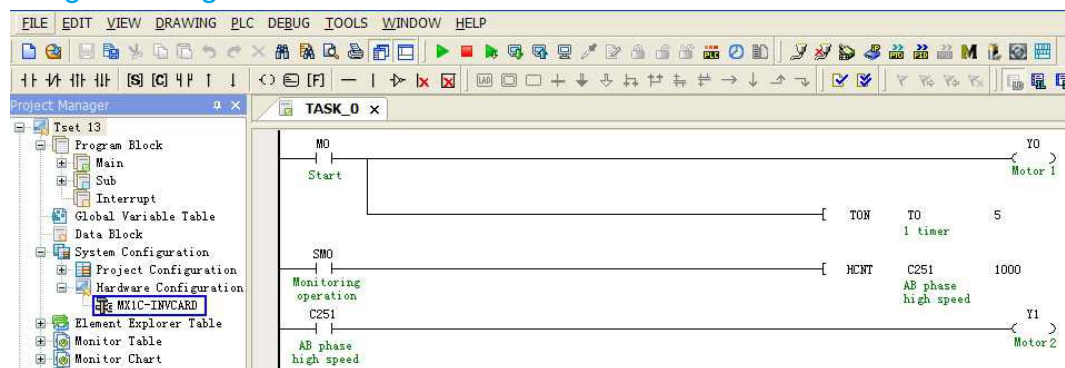 FILE EDIT VIEW DRAWING PLC DEBUG TOOLS WINDOW HELP
[S] [C] [F] LAD M
Project Manager
TASK_0 ×
Tset 13
Program Block
Main
Sub
Interrupt
Global Variable Table
Data Block
System Configuration
Project Configuration
Hardware Configuration
MX1C-INVCARD
Element Explorer Table
Monitor Table
Monitor Chart
M0 Y0
Start Motor 1
TON T0 5
1 timer
SM0
HCNT C251 1000
Monitoring
operation
AB phase
high speed
C251 Y1
AB phase
high speed
Motor2